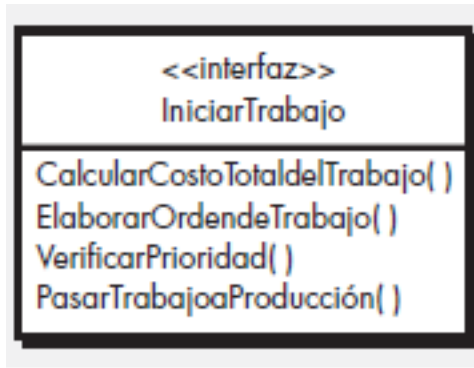 <<interfaz>>
IniciarTrabajo
CalcularCostoTotaldelTrabajo( )
ElaborarOrdendeTrabajo( )
VerificarPrioridad( )
PasarTrabajoaProducción( )